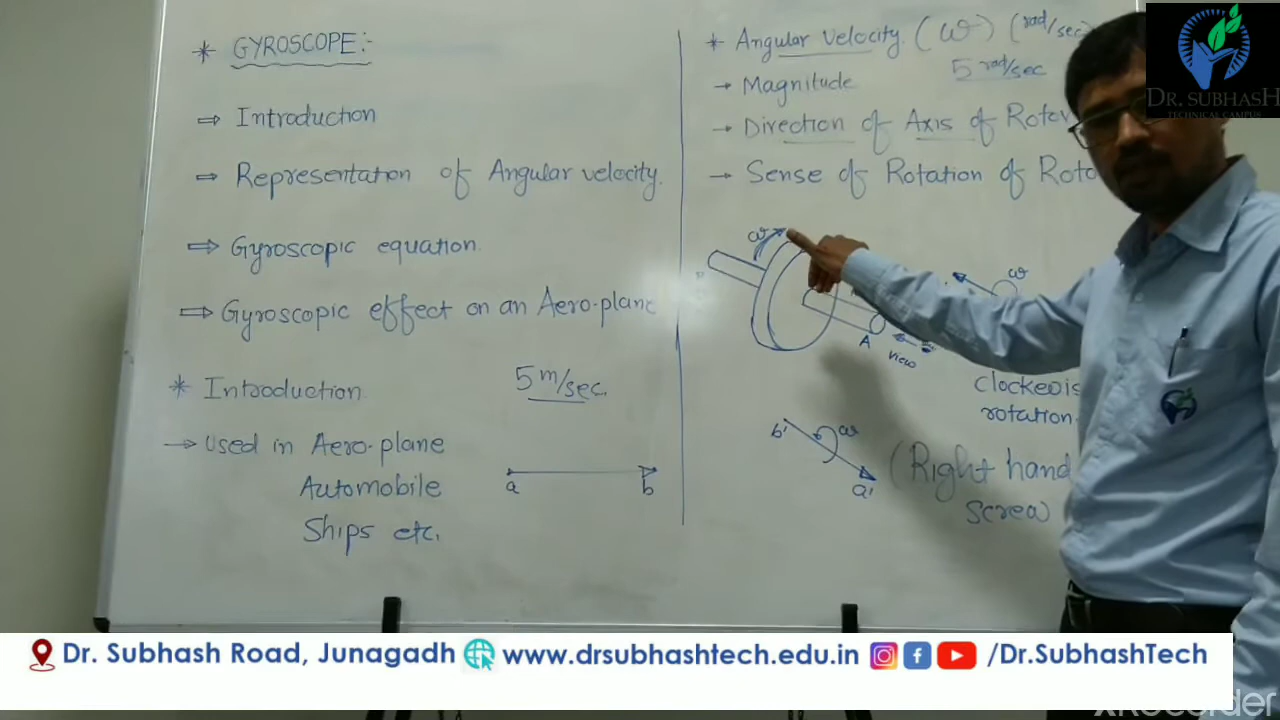 * GYROSCOPE:-
⇒ Introduction
⇒ Representation of Angular velocity.
⇒ Gyroscopic equation.
⇒ Gyroscopic effect on an Aero-plane
* Introduction
5 m/sec.
→ Used in Aero-plane
Automobile
Ships etc.
a b
* Angular Velocity. (ω) (rad/sec)
5 rad/sec
→ Magnitude
→ Direction of Axis of
→ Sense of Rotation of
ω
A
view
ω
rotation.
b' ω
a'
(Right hand
screw
DR. SUBHASH
TECHNICAL CAMPUS
Dr. Subhash Road, Junagadh www.drsubhashtech.edu.in /Dr.SubhashTech